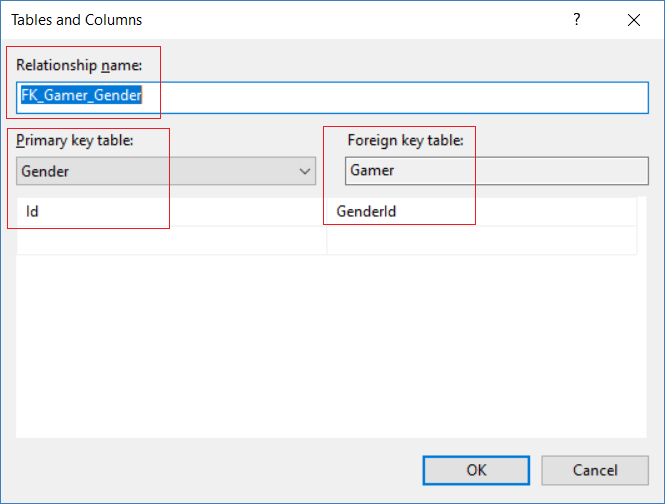 Tables and Columns ?
Relationship name:
FK_Gamer_Gender
Primary key table: Foreign key table:
Gender Gamer
Id GenderId
OK Cancel